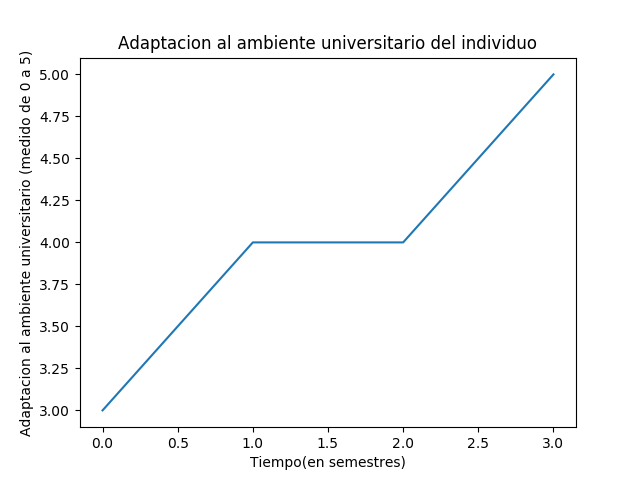 Adaptacion al ambiente universitario del individuo
Adaptacion al ambiente universitario (medido de 0 a 5)
5.00
4.75
4.50
4.25
4.00
3.75
3.50
3.25
3.00
0.0 0.5 1.0 1.5 2.0 2.5 3.0
Tiempo(en semestres)